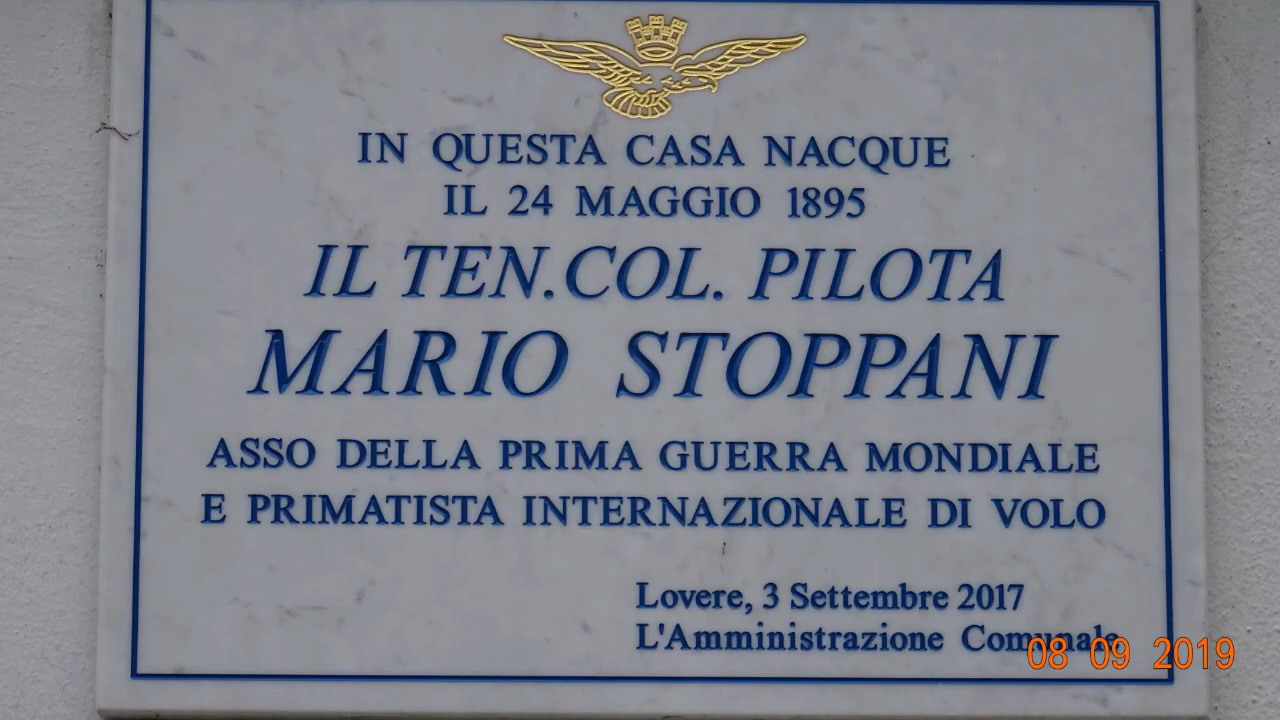 IN QUESTA CASA NACQUE
IL 24 MAGGIO 1895
IL TEN.COL. PILOTA
MARIO STOPPANI
ASSO DELLA PRIMA GUERRA MONDIALE
E PRIMATISTA INTERNAZIONALE DI VOLO
Lovere, 3 Settembre 2017
L'Amministrazione Comunale
08 09 2019